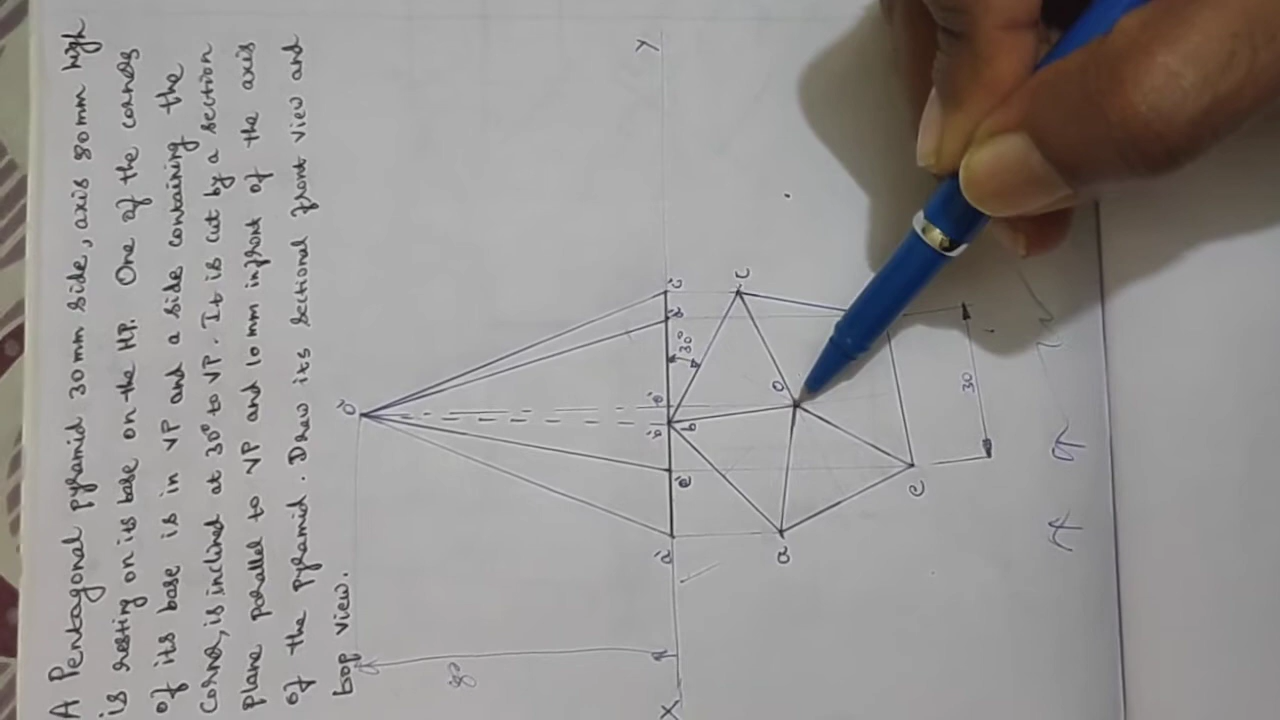 A Pentagonal pyramid 30mm side, axis 80mm high
is resting on its base on the HP. One of the corners
of its base is in VP and a side containing the
corner, is inclined at 30° to VP. It is cut by a section
plane parallel to VP and 10mm infront of the axis
of the pyramid. Draw its sectional front view and
top view.
o'
80
X
Y
a'
e'
b'
o'
d'
c'
30°
b
c
o
a
e
30